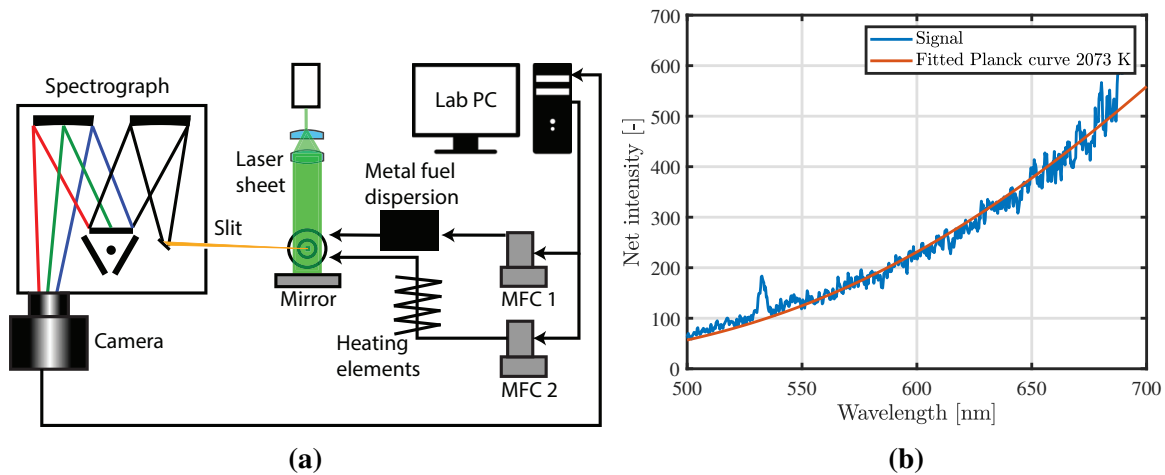 Spectrograph
Slit
Camera
Laser
sheet
Mirror
Lab PC
Metal fuel
dispersion
MFC 1
Heating
elements
MFC 2
(a)
700
600
500
400
300
200
100
0
Net intensity [-]
500
550
600
650
700
Wavelength [nm]
Signal
Fitted Planck curve 2073 K
(b)